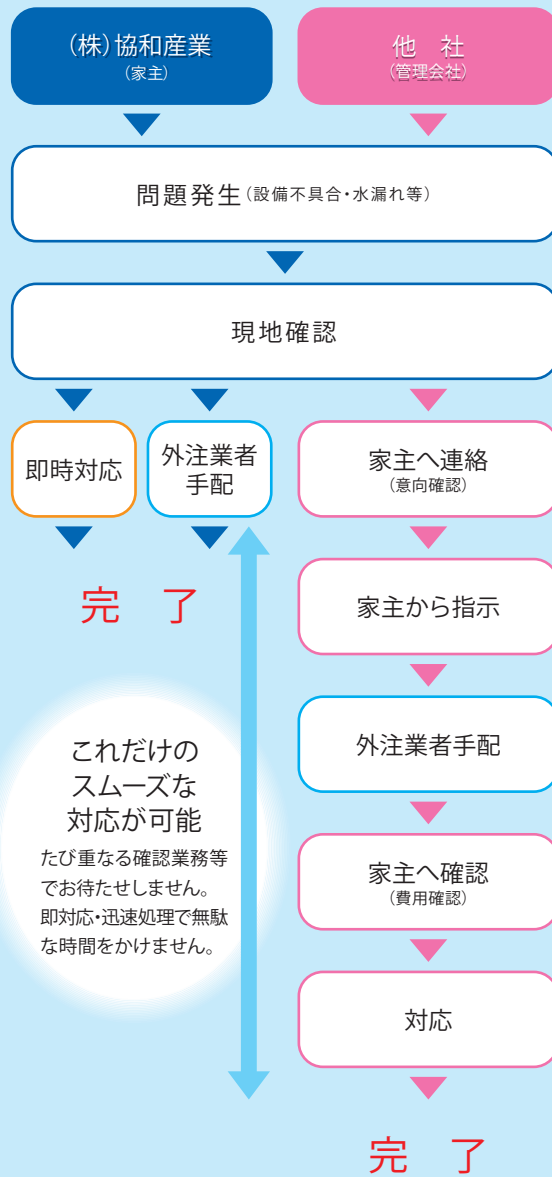 (株)協和産業
(家主)
他 社
(管理会社)
問題発生(設備不具合・水漏れ等)
現地確認
即時対応
外注業者
手配
完 了
これだけの
スムーズな
対応が可能
たび重なる確認業務等
でお待たせしません。
即対応・迅速処理で無駄
な時間をかけません。
家主へ連絡
(意向確認)
家主から指示
外注業者手配
家主へ確認
(費用確認)
対応
完 了